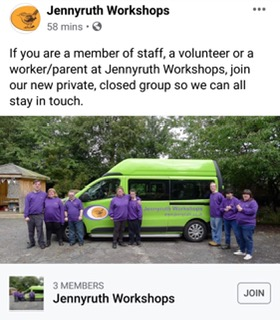 Jennyruth Workshops
58 mins •
If you are a member of staff, a volunteer or a
worker/parent at Jennyruth Workshops, join
our new private, closed group so we can all
stay in touch.
3 MEMBERS
Jennyruth Workshops
JOIN